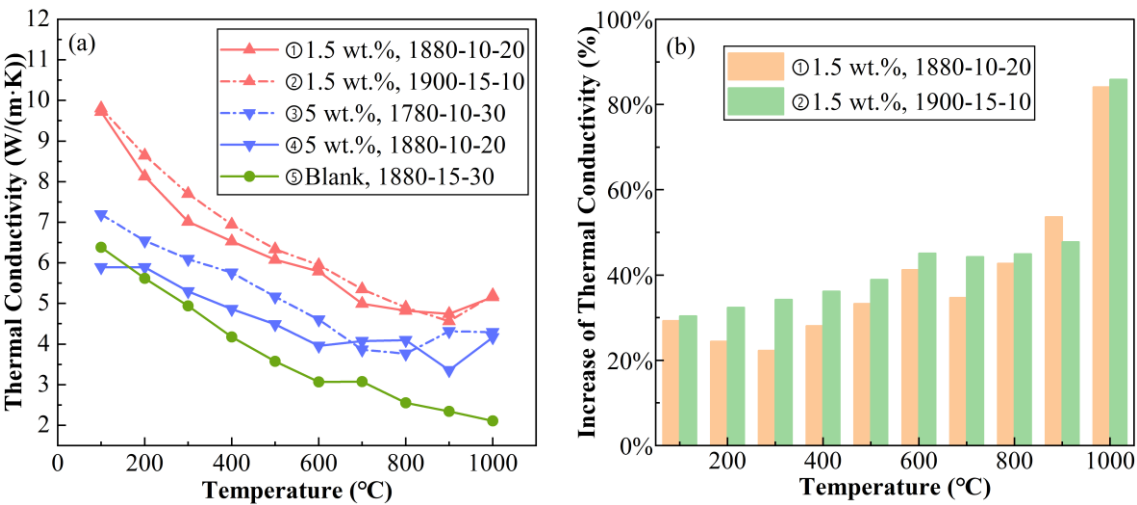 (a)
①1.5 wt.%, 1880-10-20
②1.5 wt.%, 1900-15-10
③5 wt.%, 1780-10-30
④5 wt.%, 1880-10-20
⑤Blank, 1880-15-30
Thermal Conductivity (W/(m·K))
12
11
10
9
8
7
6
5
4
3
2
0
200
400
600
800
1000
Temperature (℃)
(b)
①1.5 wt.%, 1880-10-20
②1.5 wt.%, 1900-15-10
Increase of Thermal Conductivity (%)
100%
80%
60%
40%
20%
0%
200
400
600
800
1000
Temperature (℃)